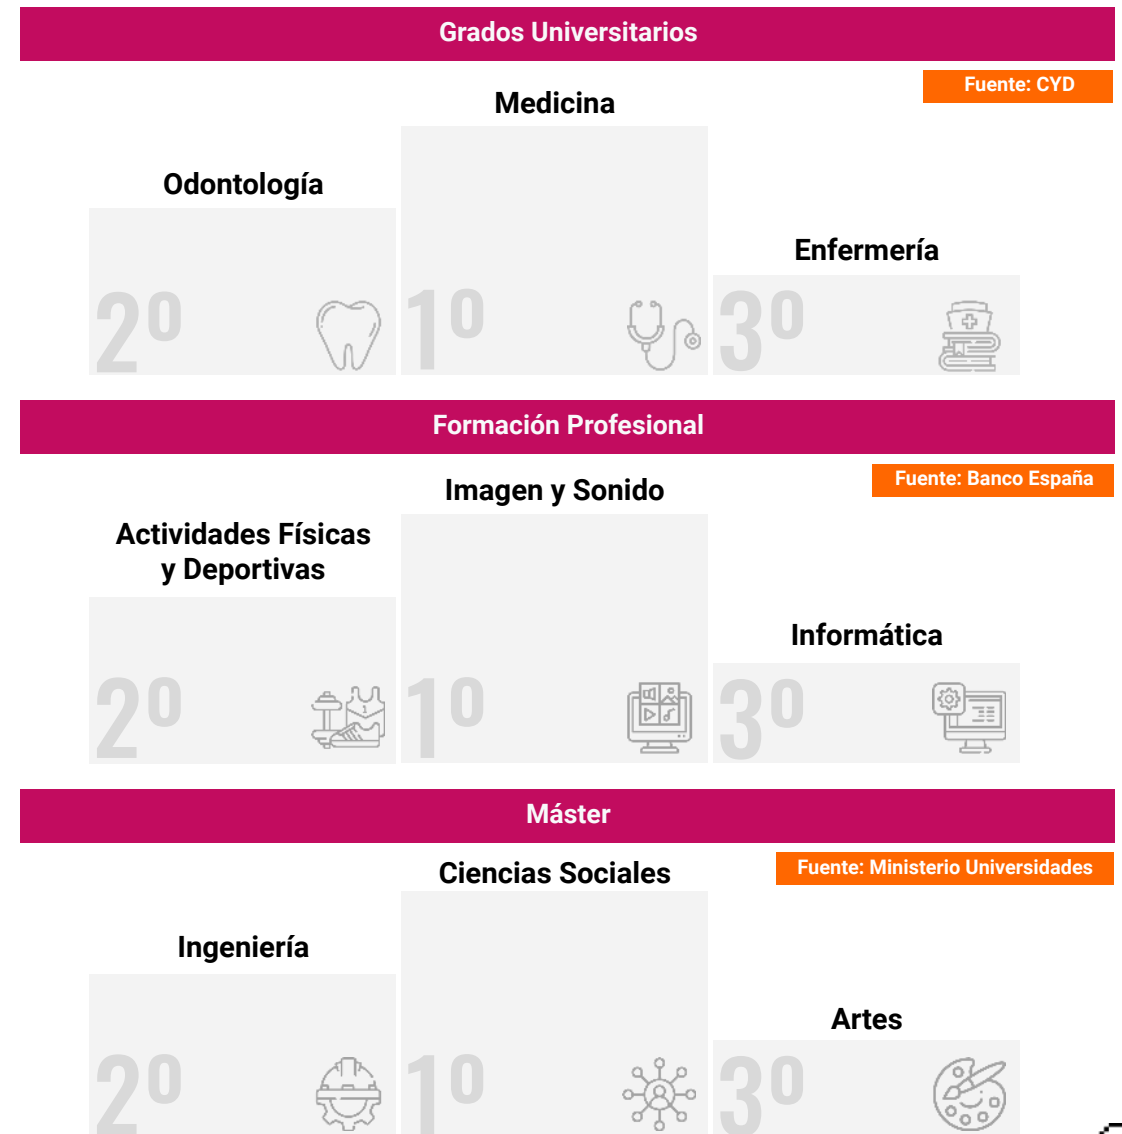 Grados Universitarios
Fuente: CYD
Medicina
Odontología
Enfermería
2º
1º
3º
Formación Profesional
Fuente: Banco España
Imagen y Sonido
Actividades Físicas
y Deportivas
Informática
2º
1
1º
3º
Máster
Fuente: Ministerio Universidades
Ciencias Sociales
Ingeniería
Artes
2º
1º
3º